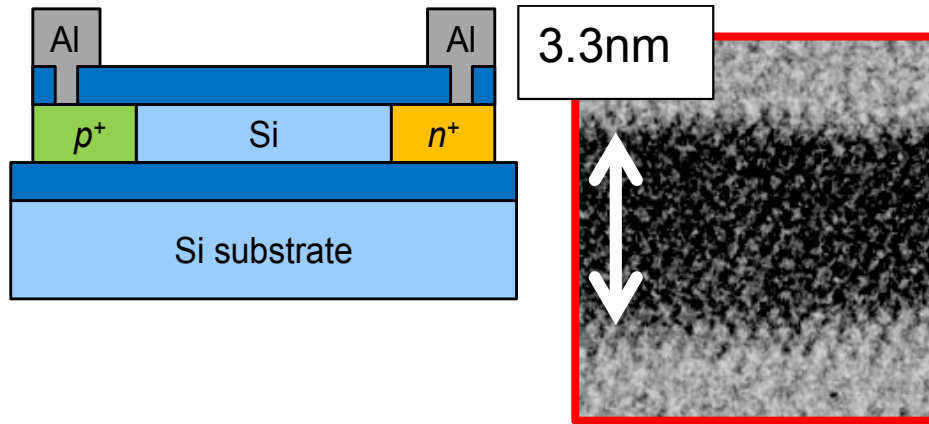 Al
Al
p⁺
Si
n⁺
Si substrate
3.3nm